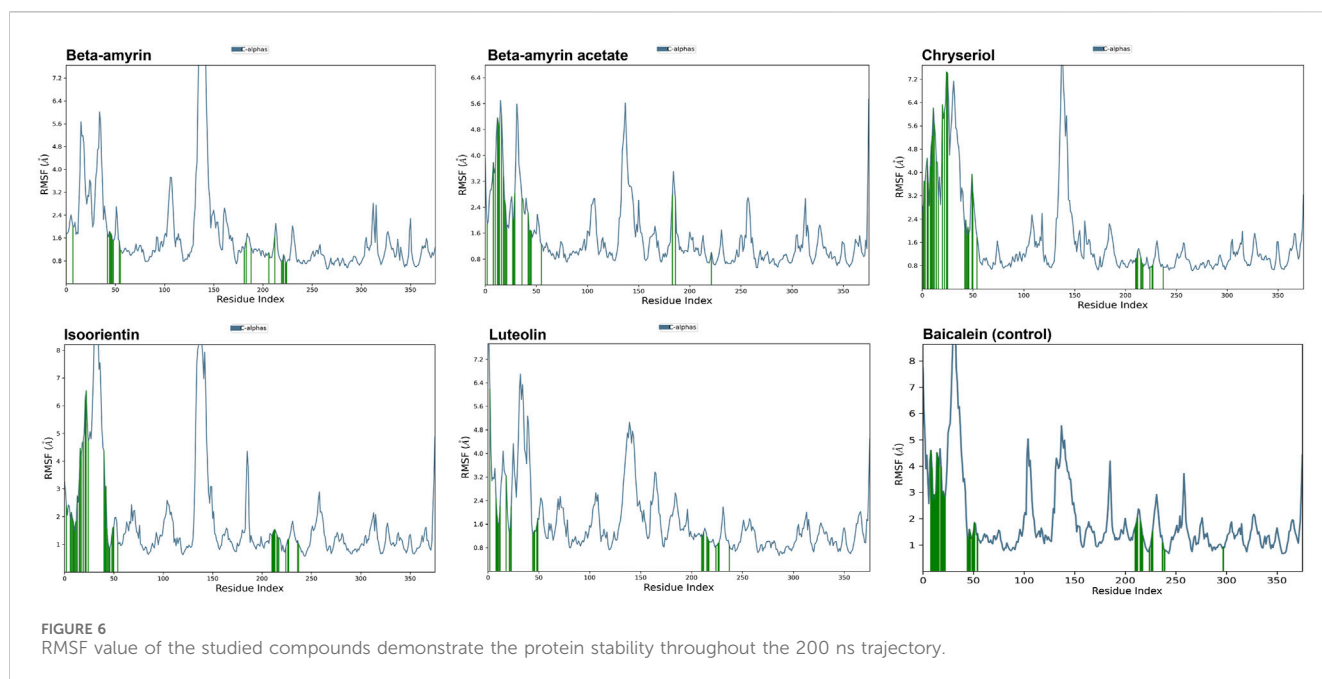 Beta-amyrin
C-alphas
7.2
6.4
5.6
4.8
4.0
3.2
2.4
1.6
0.8
RMSF (Å)
0 50 100 150 200 250 300 350
Residue Index
Beta-amyrin acetate
C-alphas
6.4
5.6
4.8
4.0
3.2
2.4
1.6
0.8
RMSF (Å)
0 50 100 150 200 250 300 350
Residue Index
Chryseriol
C-alphas
7.2
6.4
5.6
4.8
4.0
3.2
2.4
1.6
0.8
RMSF (Å)
0 50 100 150 200 250 300 350
Residue Index
Isoorientin
C-alphas
8
7
6
5
4
3
2
1
RMSF (Å)
0 50 100 150 200 250 300 350
Residue Index
Luteolin
C-alphas
7.2
6.4
5.6
4.8
4.0
3.2
2.4
1.6
0.8
RMSF (Å)
0 50 100 150 200 250 300 350
Residue Index
Baicalein (control)
8
7
6
5
4
3
2
1
RMSF (Å)
0 50 100 150 200 250 300 350
Residue Index
FIGURE 6
RMSF value of the studied compounds demonstrate the protein stability throughout the 200 ns trajectory.